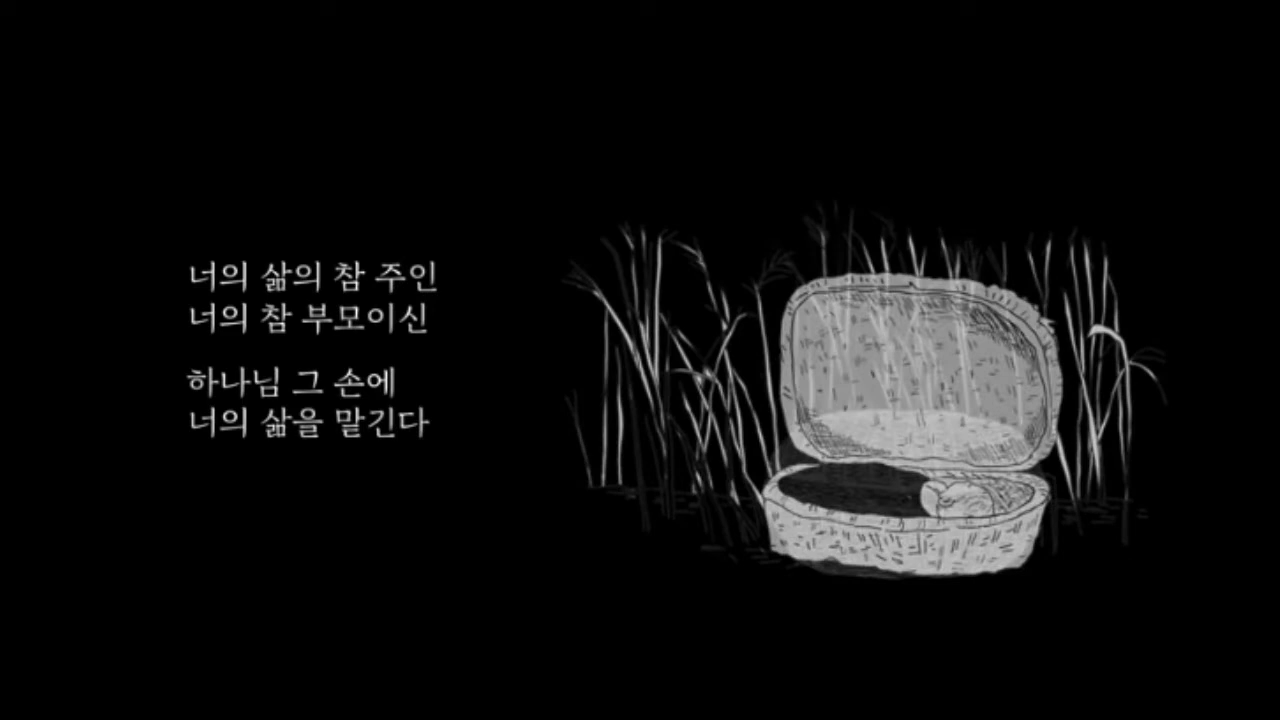 너의 삶의 참 주인
너의 참 부모이신
하나님 그 손에
너의 삶을 맡긴다